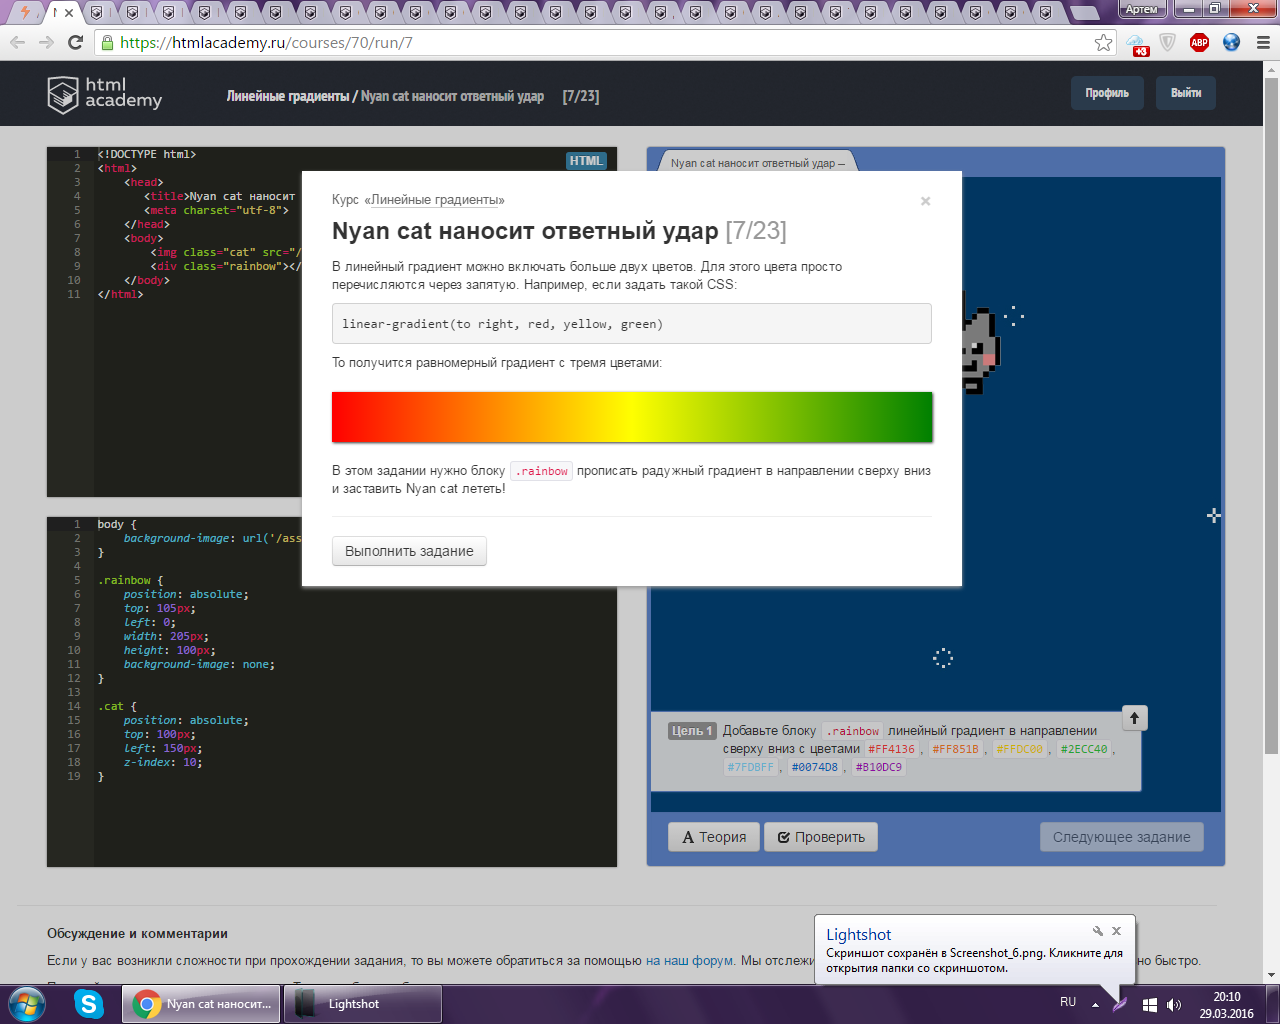 Артем
https://htmlacademy.ru/courses/70/run/7
+3
ABP
html
academy
Линейные градиенты / Nyan cat наносит ответный удар [7/23]
Профиль
Выйти
HTML
1 <!DOCTYPE html>
2 <html>
3 <head>
4 <title>Nyan cat наносит
5 <meta charset="utf-8">
6 </head>
7 <body>
8 <img class="cat" src="/
9 <div class="rainbow"></
10 </body>
11 </html>
Nyan cat наносит ответный удар —
Курс «Линейные градиенты»
×
Nyan cat наносит ответный удар [7/23]
В линейный градиент можно включать больше двух цветов. Для этого цвета просто
перечисляются через запятую. Например, если задать такой CSS:
linear-gradient(to right, red, yellow, green)
То получится равномерный градиент с тремя цветами:
В этом задании нужно блоку .rainbow прописать радужный градиент в направлении сверху вниз
и заставить Nyan cat лететь!
Выполнить задание
1 body {
2 background-image: url('/ass
3 }
4
5 .rainbow {
6 position: absolute;
7 top: 105px;
8 left: 0;
9 width: 205px;
10 height: 100px;
11 background-image: none;
12 }
13
14 .cat {
15 position: absolute;
16 top: 100px;
17 left: 150px;
18 z-index: 10;
19 }
Цель 1 Добавьте блоку .rainbow линейный градиент в направлении
сверху вниз с цветами #FF4136, #FF851B, #FFDC00, #2ECC40,
#7FDBFF, #0074D8, #B10DC9
Теория
Проверить
Следующее задание
Обсуждение и комментарии
Если у вас возникли сложности при прохождении задания, то вы можете обратиться за помощью на наш форум. Мы отслежи
но быстро.
Lightshot
Скриншот сохранён в Screenshot_6.png. Кликните для
открытия папки со скриншотом.
Nyan cat наносит...
Lightshot
RU
20:10
29.03.2016